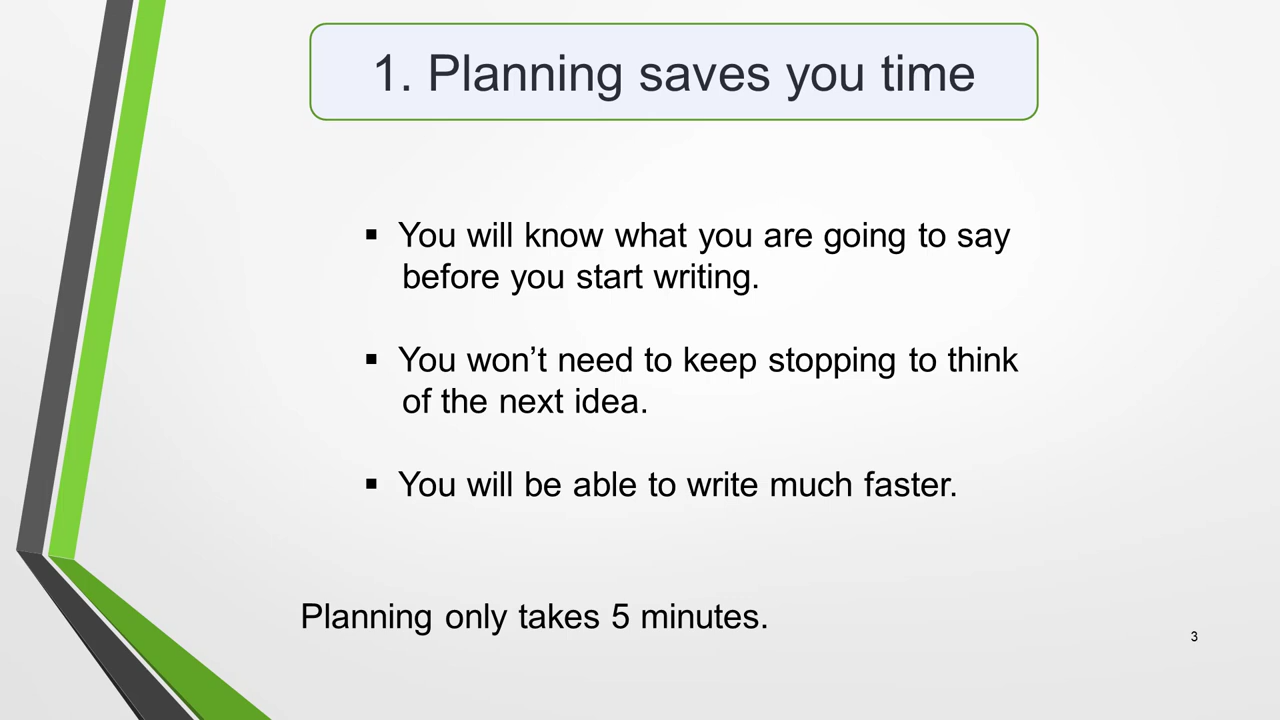 1. Planning saves you time
▪ You will know what you are going to say
before you start writing.
▪ You won’t need to keep stopping to think
of the next idea.
▪ You will be able to write much faster.
Planning only takes 5 minutes.
3